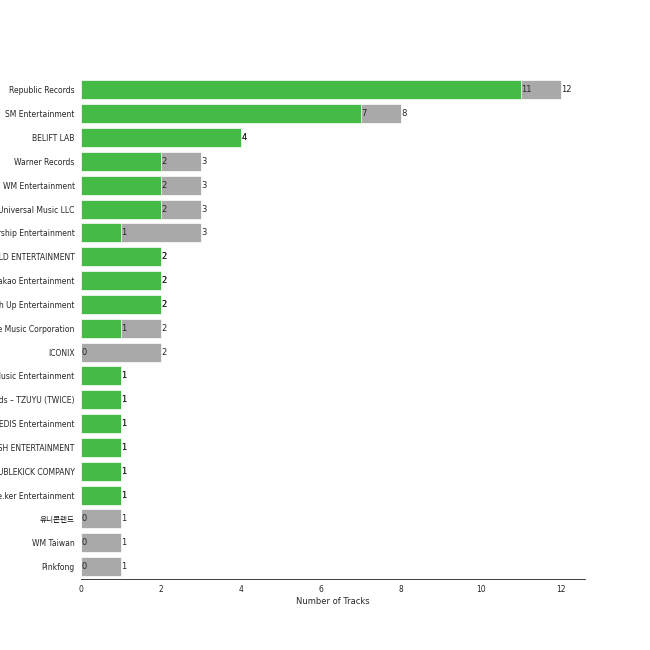 Republic Records 11 12
SM Entertainment 7 8
BELIFT LAB 4
Warner Records 2 3
WM Entertainment 2 3
Universal Music LLC 2 3
rship Entertainment 1 3
LD ENTERTAINMENT 2
akao Entertainment 2
h Up Entertainment 2
e Music Corporation 1 2
ICONIX 0 2
usic Entertainment 1
ds – TZUYU (TWICE) 1
EDIS Entertainment 1
SH ENTERTAINMENT 1
UBLEKICK COMPANY 1
e.ker Entertainment 1
유니콘랜드 0 1
WM Taiwan 0 1
Pinkfong 0 1
0 2 4 6 8 10 12
Number of Tracks